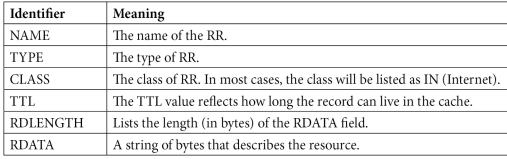 Identifier Meaning
NAME The name of the RR.
TYPE The type of RR.
CLASS The class of RR. In most cases, the class will be listed as IN (Internet).
TTL The TTL value reflects how long the record can live in the cache.
RDLENGTH Lists the length (in bytes) of the RDATA field.
RDATA A string of bytes that describes the resource.